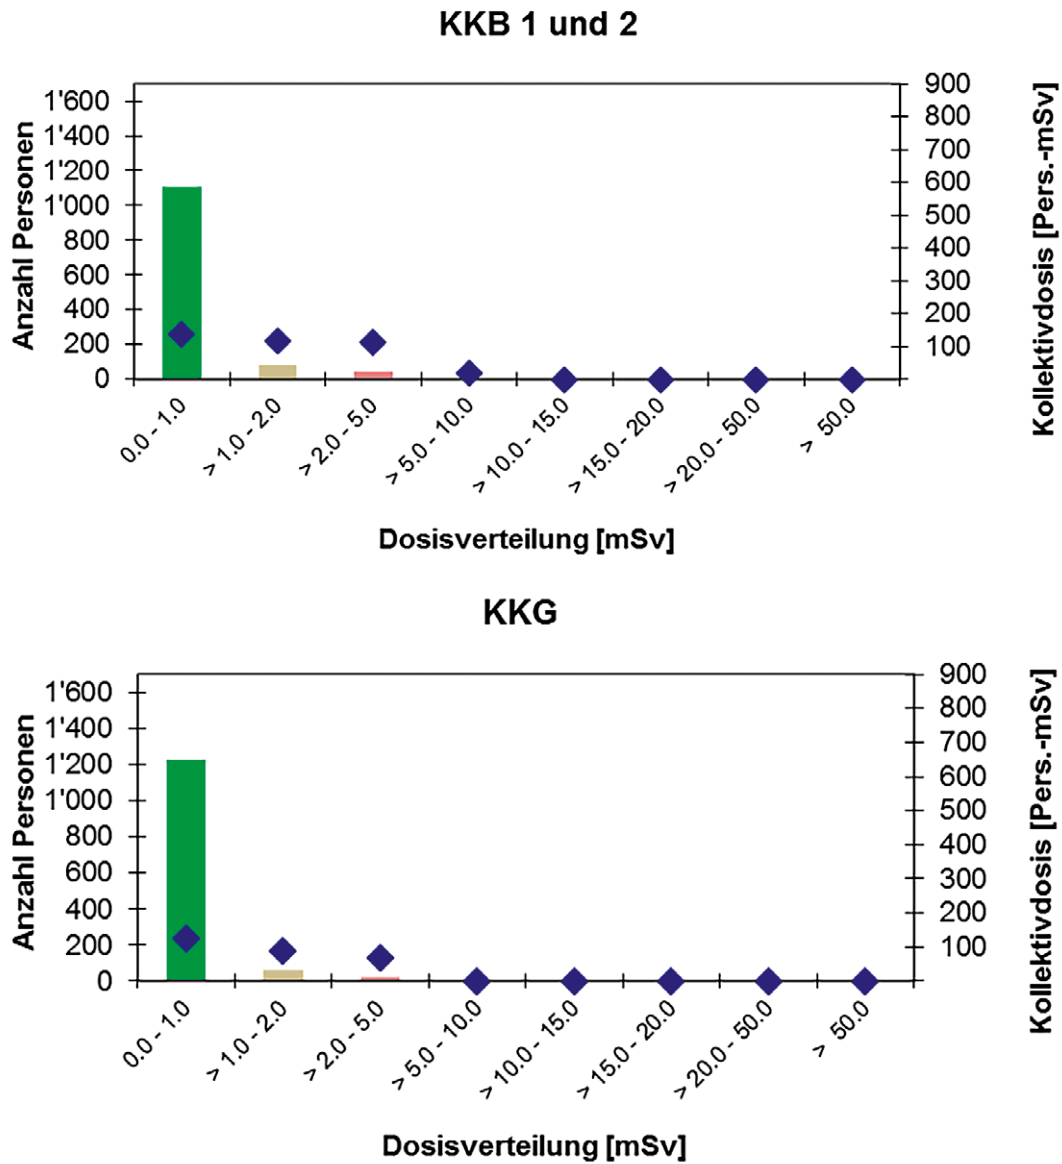 KKB 1 und 2
Anzahl Personen
1'600
1'400
1'200
1'000
800
600
400
200
0
900
800
700
600
500
400
300
200
100
Kollektivdosis [Pers.-mSv]
0.0 - 1.0
> 1.0 - 2.0
> 2.0 - 5.0
> 5.0 - 10.0
> 10.0 - 15.0
> 15.0 - 20.0
> 20.0 - 50.0
> 50.0
Dosisverteilung [mSv]
KKG
Anzahl Personen
1'600
1'400
1'200
1'000
800
600
400
200
0
900
800
700
600
500
400
300
200
100
Kollektivdosis [Pers.-mSv]
0.0 - 1.0
> 1.0 - 2.0
> 2.0 - 5.0
> 5.0 - 10.0
> 10.0 - 15.0
> 15.0 - 20.0
> 20.0 - 50.0
> 50.0
Dosisverteilung [mSv]